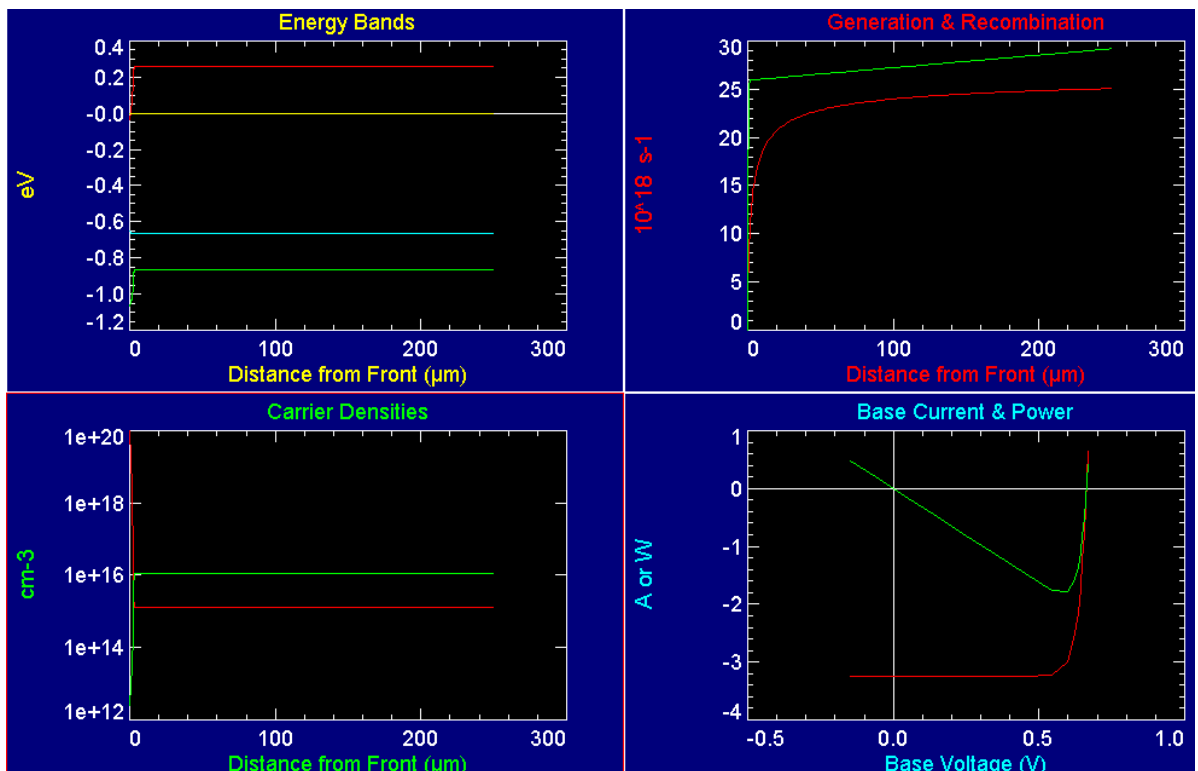 Energy Bands
0.4
0.2
-0.0
-0.2
-0.4
-0.6
-0.8
-1.0
-1.2
eV
0 100 200 300
Distance from Front (µm)
Generation & Recombination
30
25
20
15
10
5
0
10^18 s-1
0 100 200 300
Distance from Front (µm)
Carrier Densities
1e+20
1e+18
1e+16
1e+14
1e+12
cm-3
0 100 200 300
Distance from Front (µm)
Base Current & Power
1
0
-1
-2
-3
-4
A or W
-0.5 0.0 0.5 1.0
Base Voltage (V)